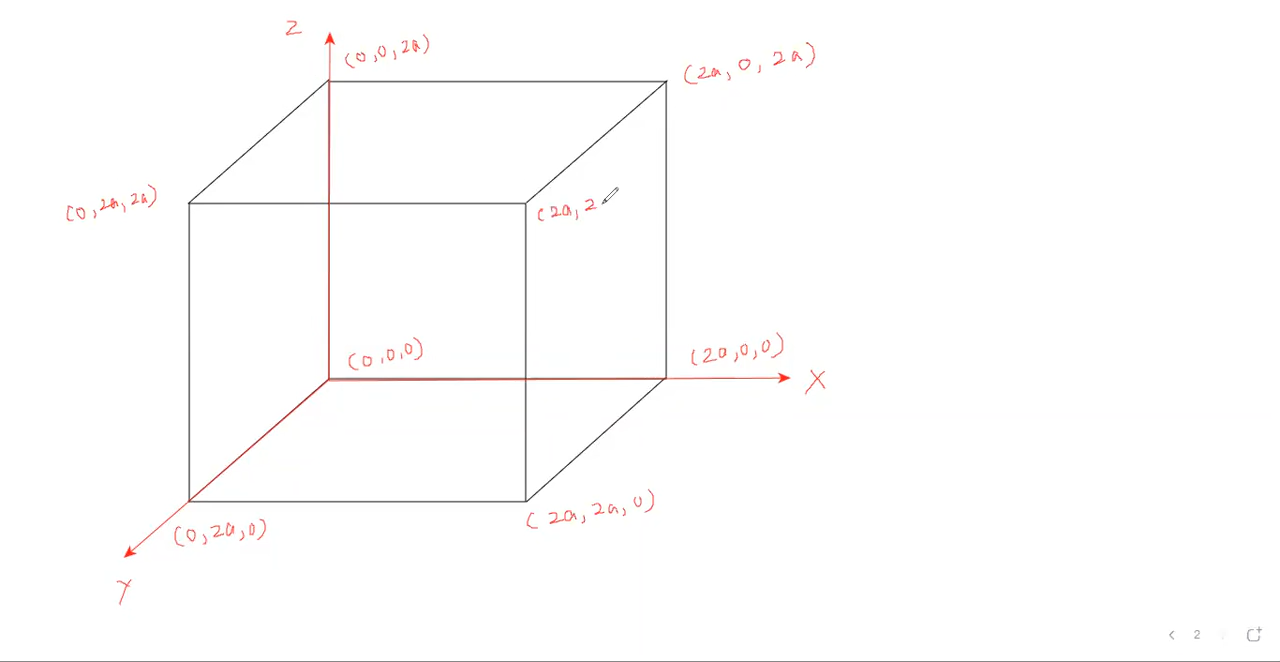 Z
(0,0,2a)
(2a, 0, 2a)
(0,2a,2a)
(2a, 2
(0,0,0)
(2a,0,0)
X
(2a, 2a, 0)
(0,2a,0)
Y
2